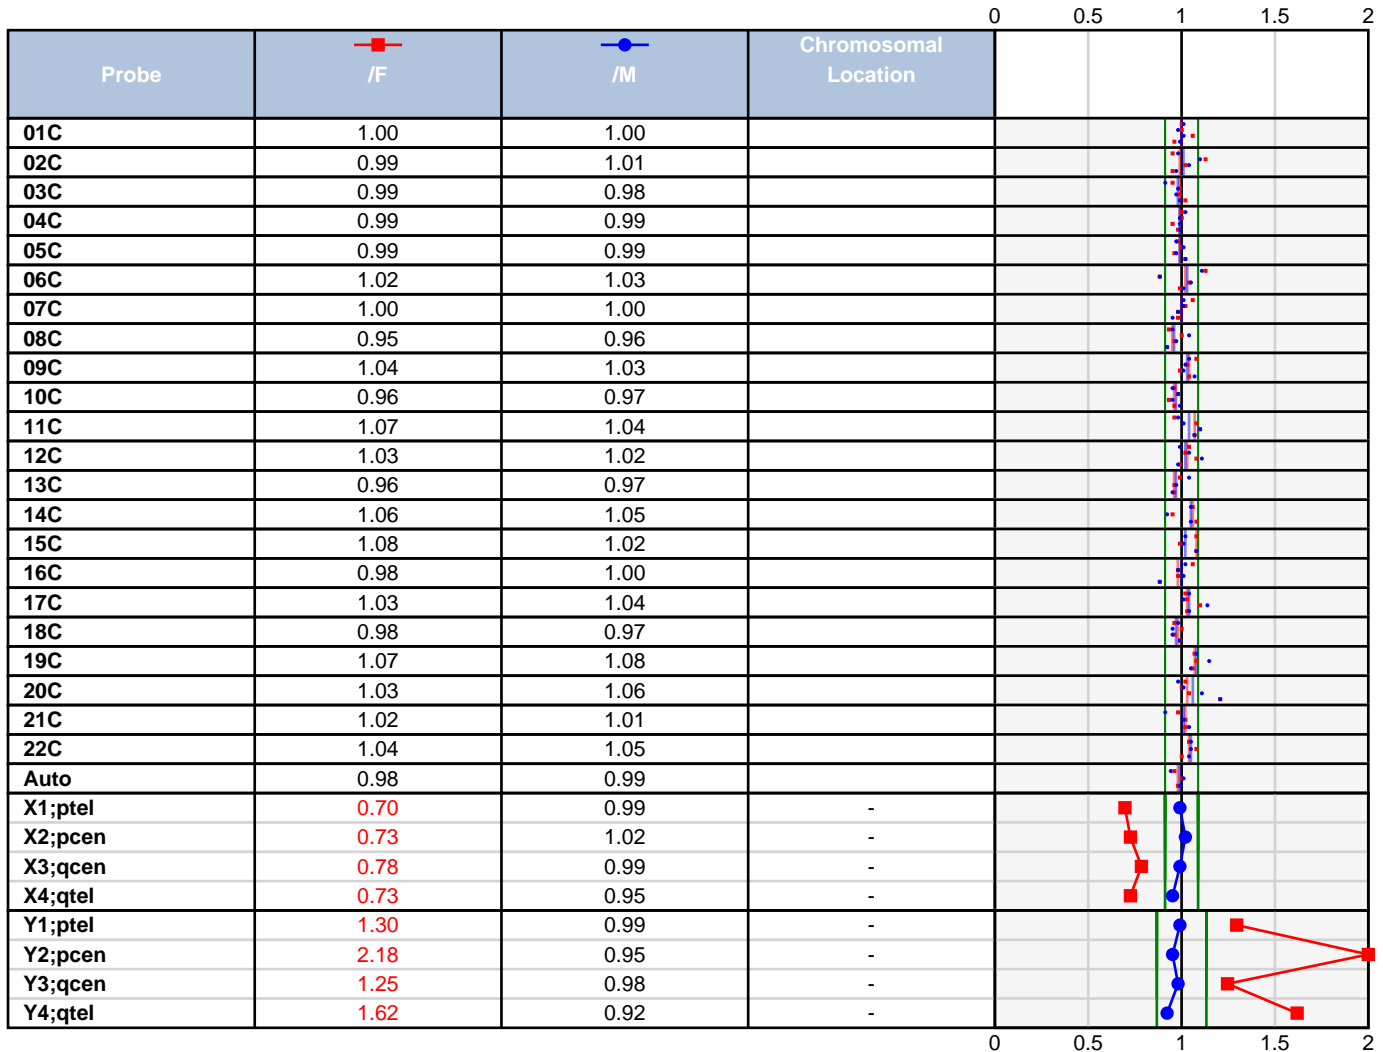 0 0.5 1 1.5 2
Probe /F /M Chromosomal Location
01C 1.00 1.00
02C 0.99 1.01
03C 0.99 0.98
04C 0.99 0.99
05C 0.99 0.99
06C 1.02 1.03
07C 1.00 1.00
08C 0.95 0.96
09C 1.04 1.03
10C 0.96 0.97
11C 1.07 1.04
12C 1.03 1.02
13C 0.96 0.97
14C 1.06 1.05
15C 1.08 1.02
16C 0.98 1.00
17C 1.03 1.04
18C 0.98 0.97
19C 1.07 1.08
20C 1.03 1.06
21C 1.02 1.01
22C 1.04 1.05
Auto 0.98 0.99
X1;ptel 0.70 0.99 -
X2;pcen 0.73 1.02 -
X3;qcen 0.78 0.99 -
X4;qtel 0.73 0.95 -
Y1;ptel 1.30 0.99 -
Y2;pcen 2.18 0.95 -
Y3;qcen 1.25 0.98 -
Y4;qtel 1.62 0.92 -
0 0.5 1 1.5 2